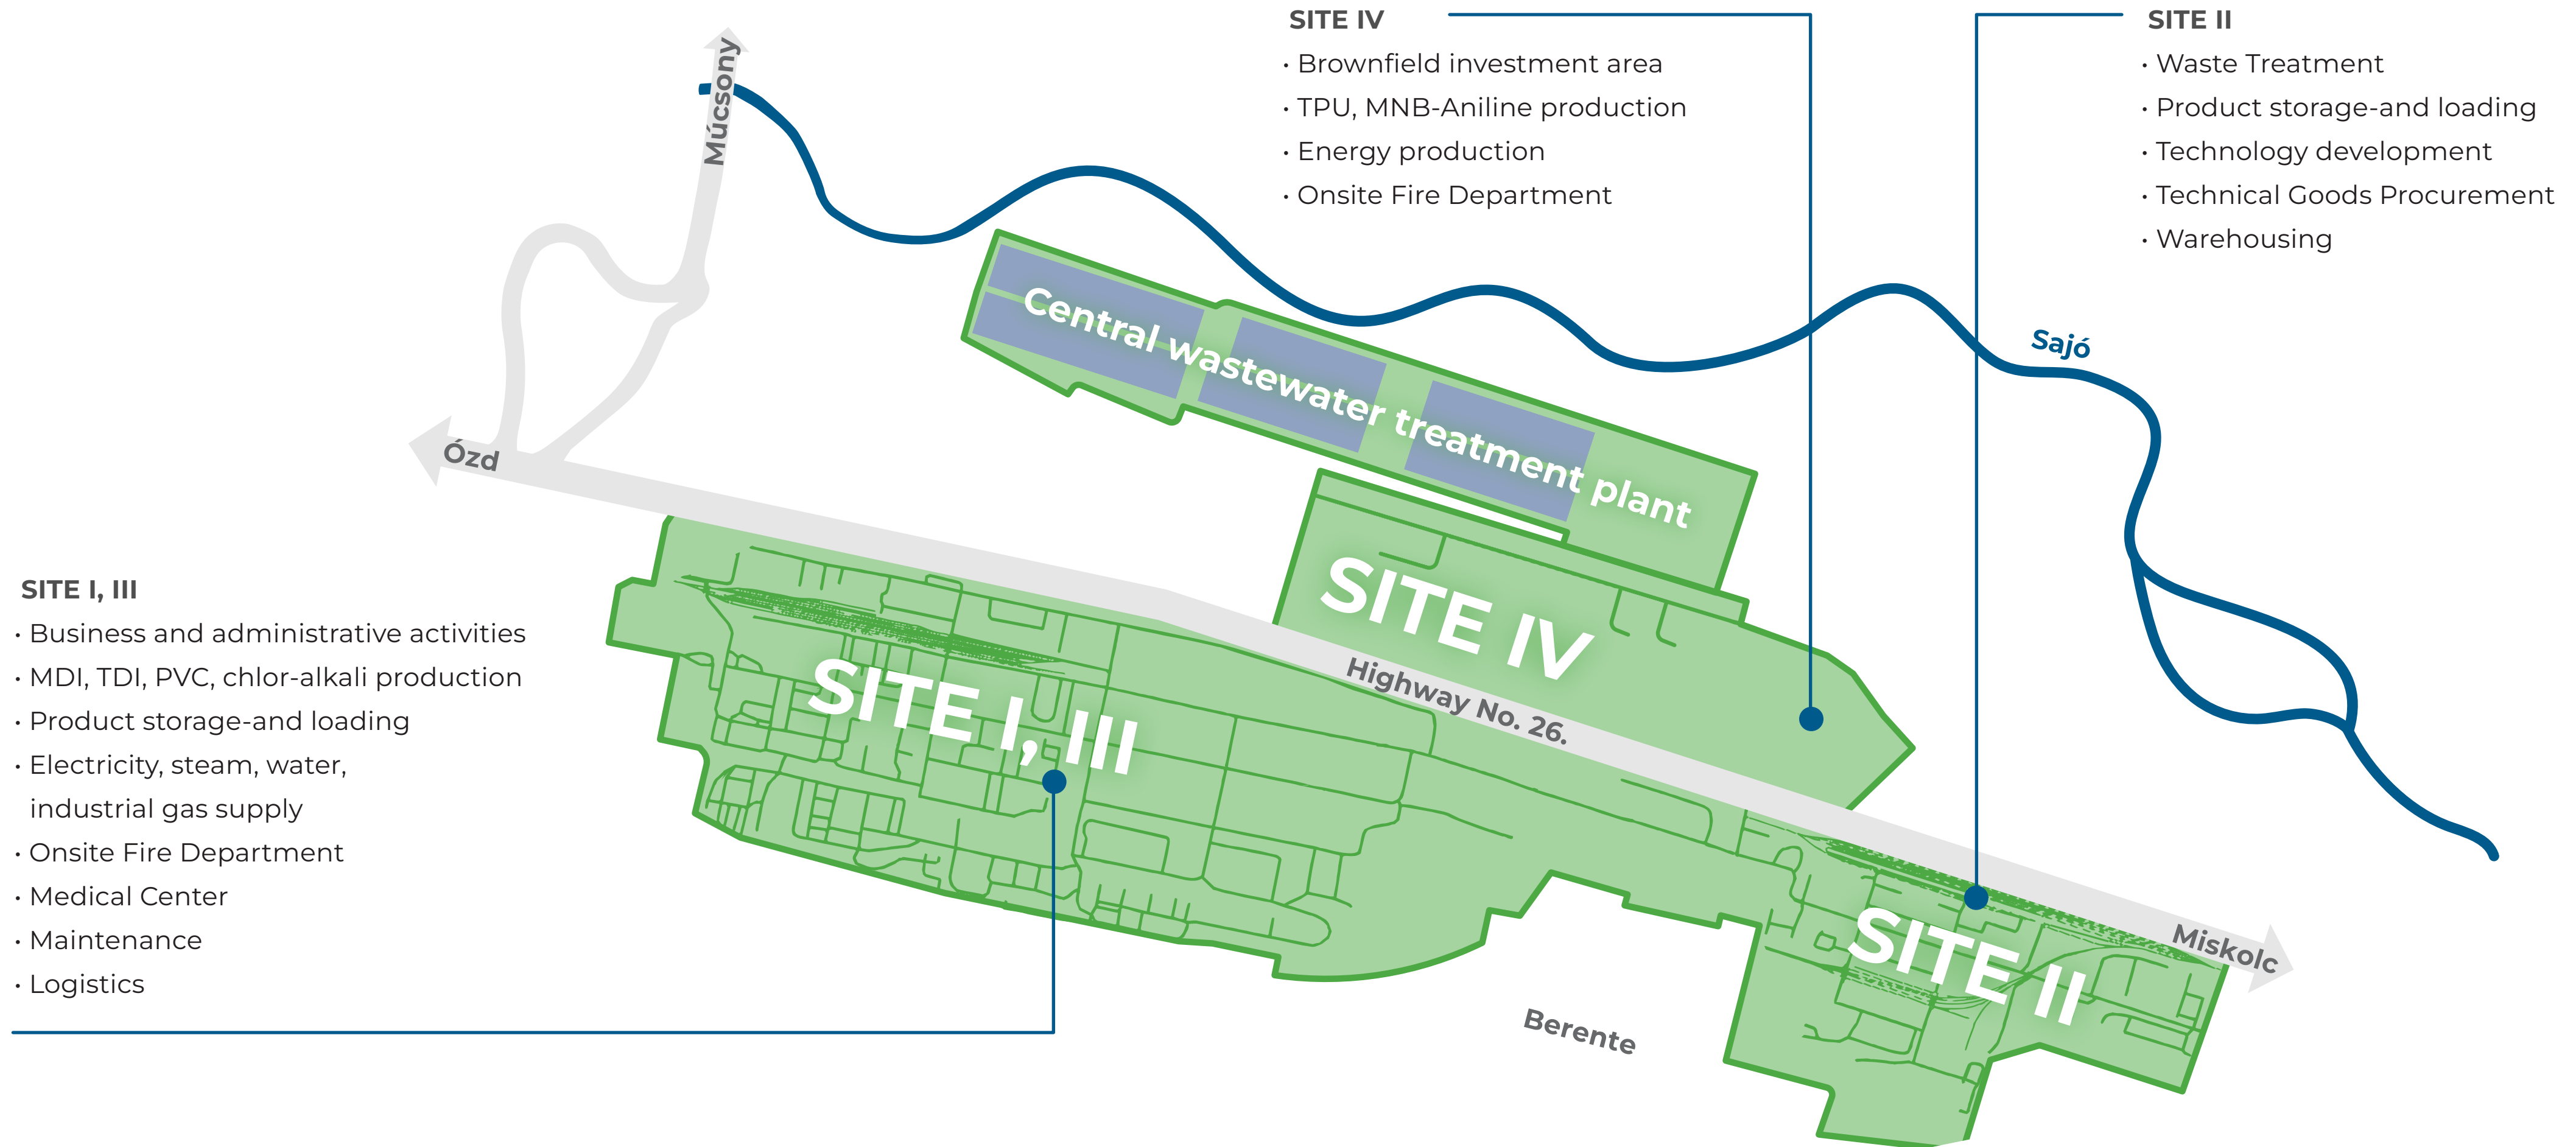 SITE IV
· Brownfield investment area
· TPU, MNB-Aniline production
· Energy production
· Onsite Fire Department
SITE II
· Waste Treatment
· Product storage-and loading
· Technology development
· Technical Goods Procurement
· Warehousing
Múcsony
Sajó
Central wastewater treatment plant
Ózd
SITE IV
Highway No. 26.
SITE I, III
· Business and administrative activities
· MDI, TDI, PVC, chlor-alkali production
· Product storage-and loading
· Electricity, steam, water,
industrial gas supply
· Onsite Fire Department
· Medical Center
· Maintenance
· Logistics
SITE I, III
SITE II
Miskolc
Berente